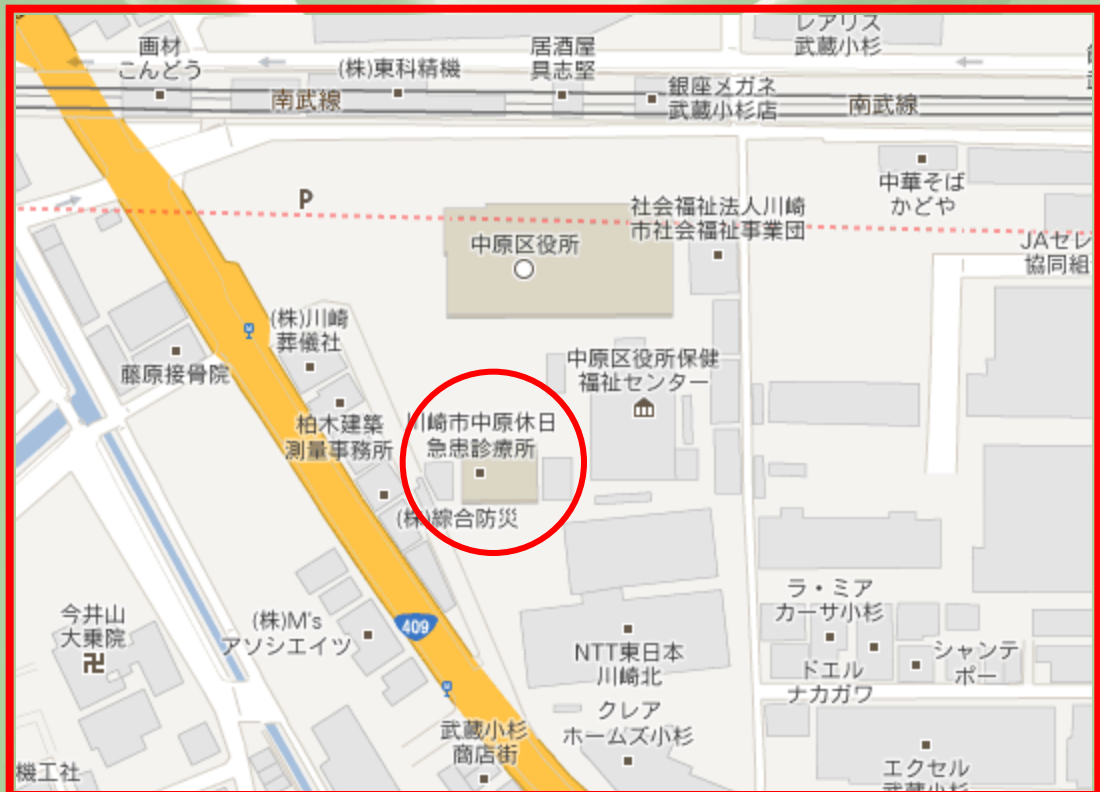 レアリス
武蔵小杉
画材
こんどう
居酒屋
具志堅
(株)東科精機
銀座メガネ
武蔵小杉店
南武線
南武線
中華そば
かどや
P
社会福祉法人川崎
市社会福祉事業団
中原区役所
JAセレ
協同組
(株)川崎
葬儀社
藤原接骨院
中原区役所保健
福祉センター
柏木建築
測量事務所
川崎市中原休日
急患診療所
(株)綜合防災
409
今井山
大乗院
卍
(株)M's
アソシエイツ
ラ・ミア
カーサ小杉
NTT東日本
川崎北
シャンテ
ポー
ドエル
ナカガワ
クレア
ホームズ小杉
武蔵小杉
商店街
機工社
エクセル
武蔵小杉